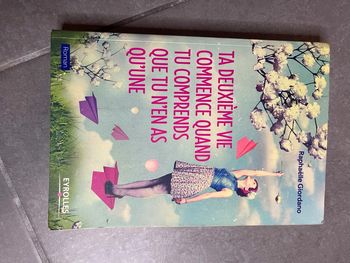 Roman
Raphaëlle Giordano
TA DEUXIÈME VIE
COMMENCE QUAND
TU COMPRENDS
QUE TU N'EN AS
QU'UNE
EYROLLES